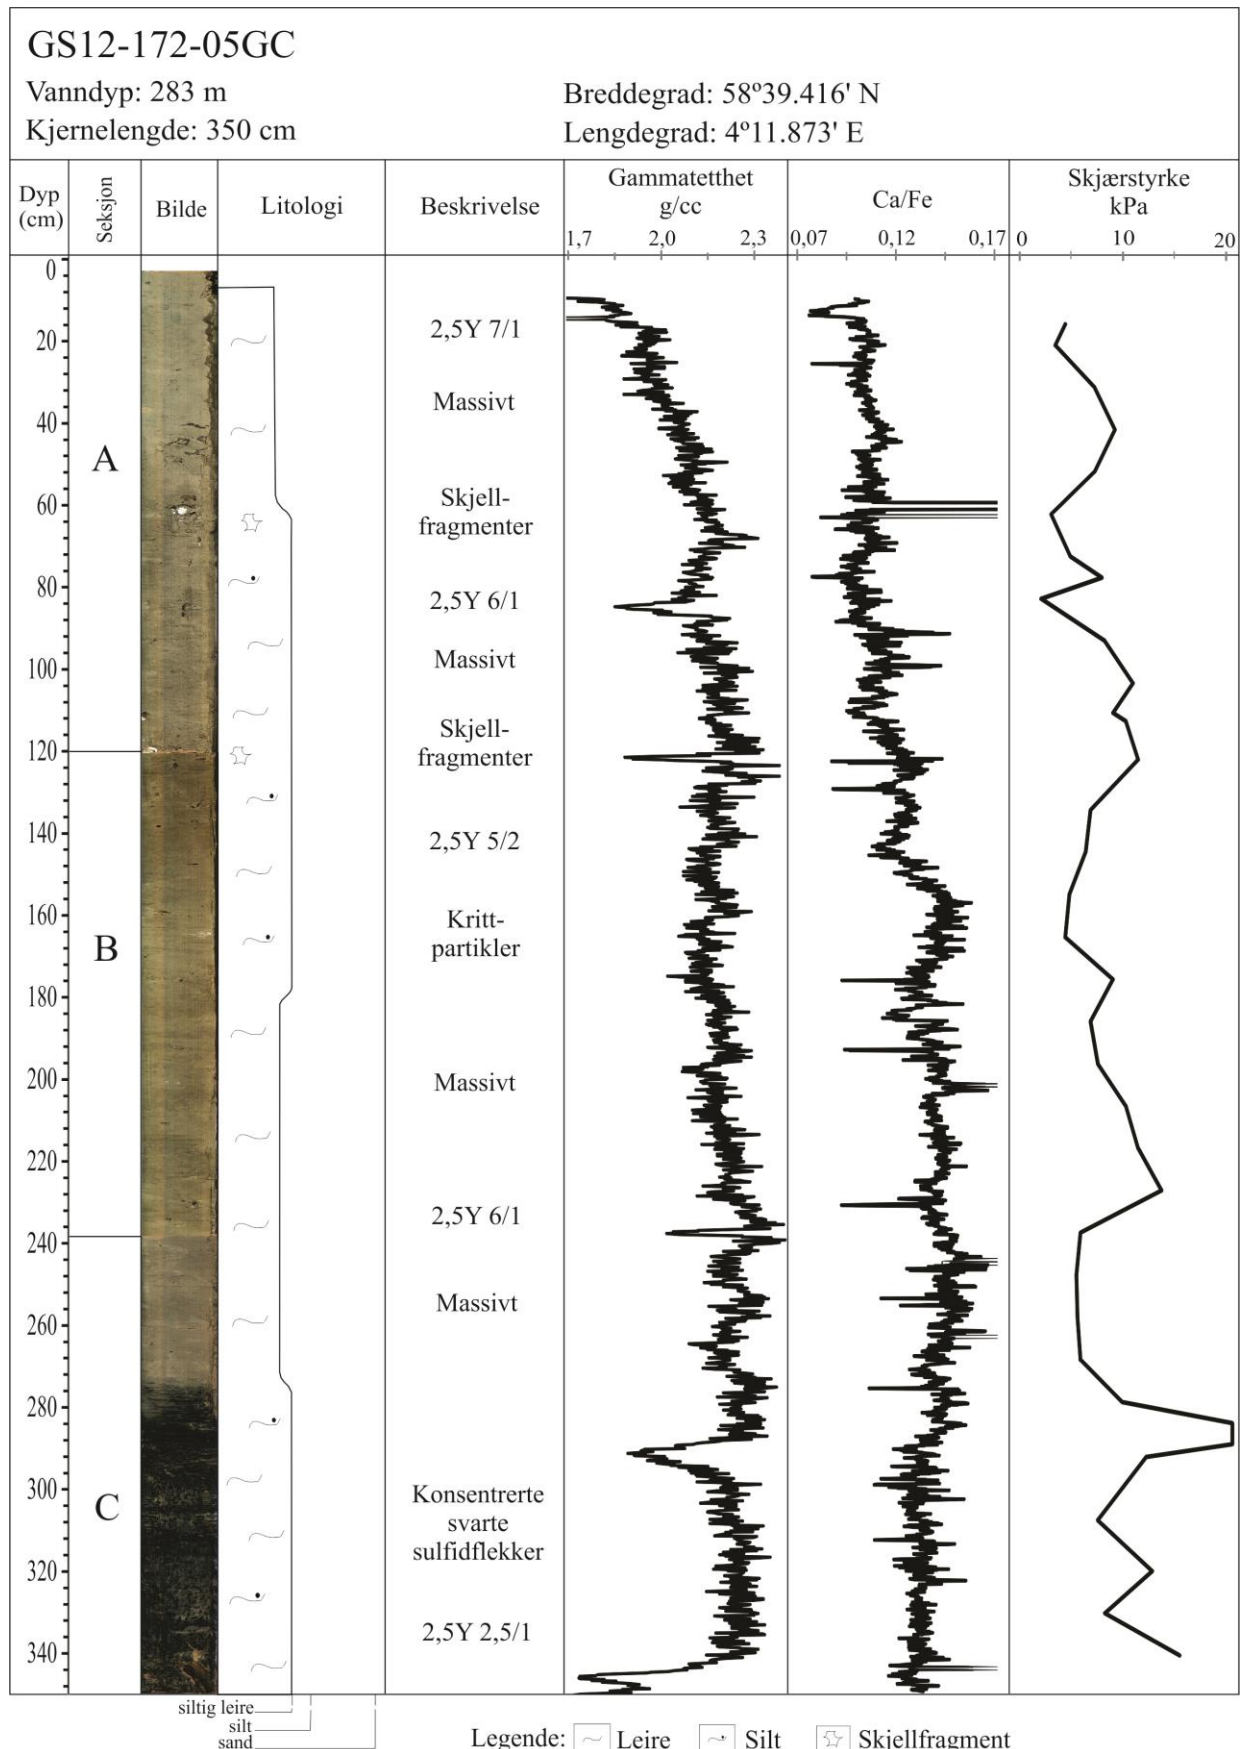 GS12-172-05GC
Vanndyp: 283 m
Kjernelengde: 350 cm
Breddegrad: 58º39.416' N
Lengdegrad: 4º11.873' E
Dyp
(cm)
Seksjon
Bilde
Litologi
Beskrivelse
Gammatetthet
g/cc
1,7 2,0 2,3
Ca/Fe
0,07 0,12 0,17
Skjærstyrke
kPa
0 10 20
0
20
40
60
80
100
120
140
160
180
200
220
240
260
280
300
320
340
A
B
C
2,5Y 7/1
Massivt
Skjell-
fragmenter
2,5Y 6/1
Massivt
Skjell-
fragmenter
2,5Y 5/2
Kritt-
partikler
Massivt
2,5Y 6/1
Massivt
Konsentrerte
svarte
sulfidflekker
2,5Y 2,5/1
siltig leire
silt
sand
Legende: Leire Silt Skjellfragment